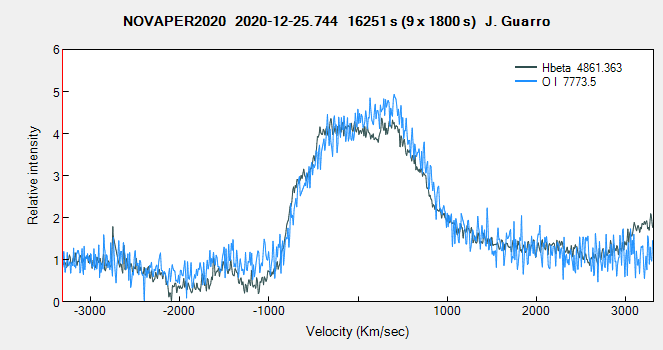 NOVAPER2020 2020-12-25.744 16251 s (9 x 1800 s) J. Guarro
Hbeta 4861.363
O I 7773.5
Relative intensity
6
5
4
3
2
1
0
-3000 -2000 -1000 1000 2000 3000
Velocity (Km/sec)